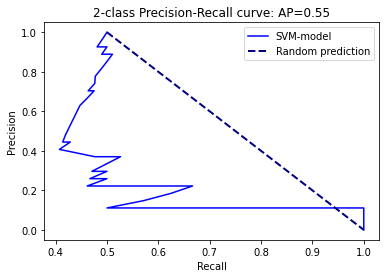 2-class Precision-Recall curve: AP=0.55
SVM-model
Random prediction
Precision
1.0
0.8
0.6
0.4
0.2
0.0
0.4 0.5 0.6 0.7 0.8 0.9 1.0
Recall